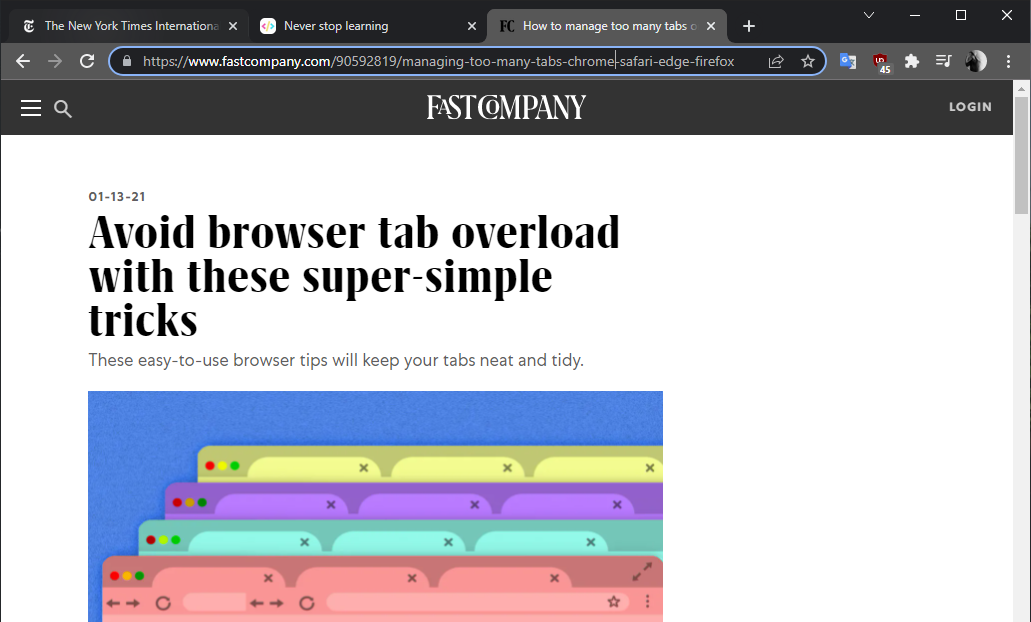 The New York Times Internationa
Never stop learning
How to manage too many tabs o
https://www.fastcompany.com/90592819/managing-too-many-tabs-chrome-safari-edge-firefox
45
FAST COMPANY
LOGIN
01-13-21
Avoid browser tab overload
with these super-simple
tricks
These easy-to-use browser tips will keep your tabs neat and tidy.